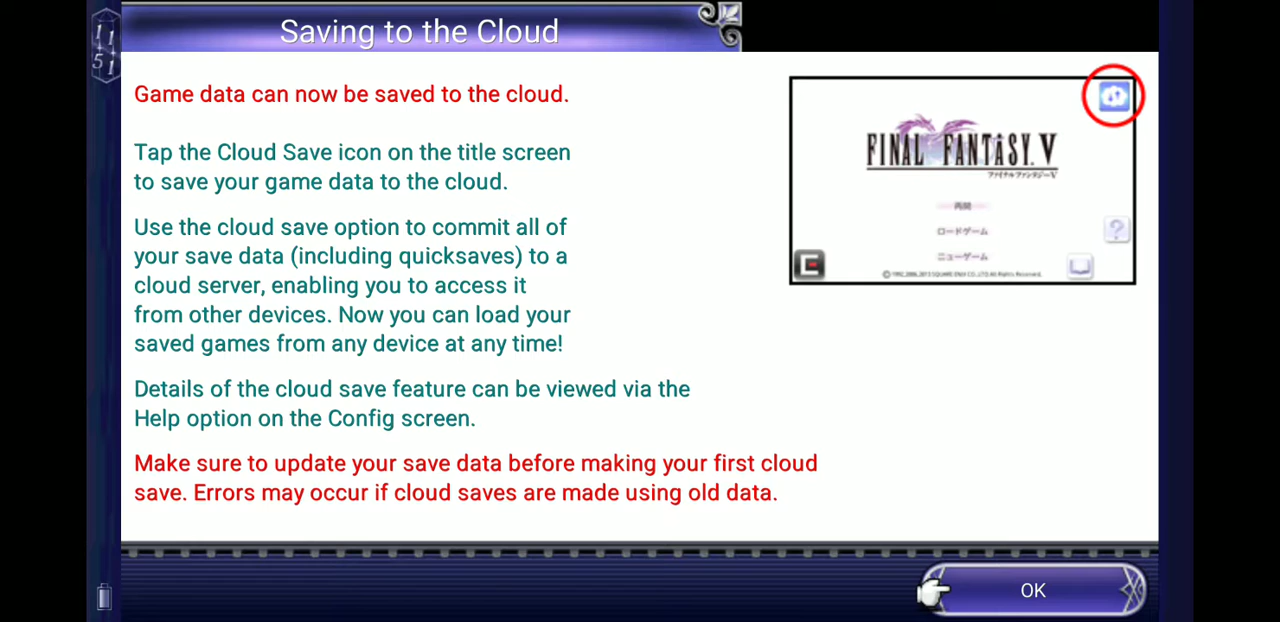 11
51
Saving to the Cloud
Game data can now be saved to the cloud.
Tap the Cloud Save icon on the title screen
to save your game data to the cloud.
Use the cloud save option to commit all of
your save data (including quicksaves) to a
cloud server, enabling you to access it
from other devices. Now you can load your
saved games from any device at any time!
Details of the cloud save feature can be viewed via the
Help option on the Config screen.
Make sure to update your save data before making your first cloud
save. Errors may occur if cloud saves are made using old data.
FINAL FANTASY V
ファイナルファンタジーV
再開
ロードゲーム
?
ニューゲーム
OK